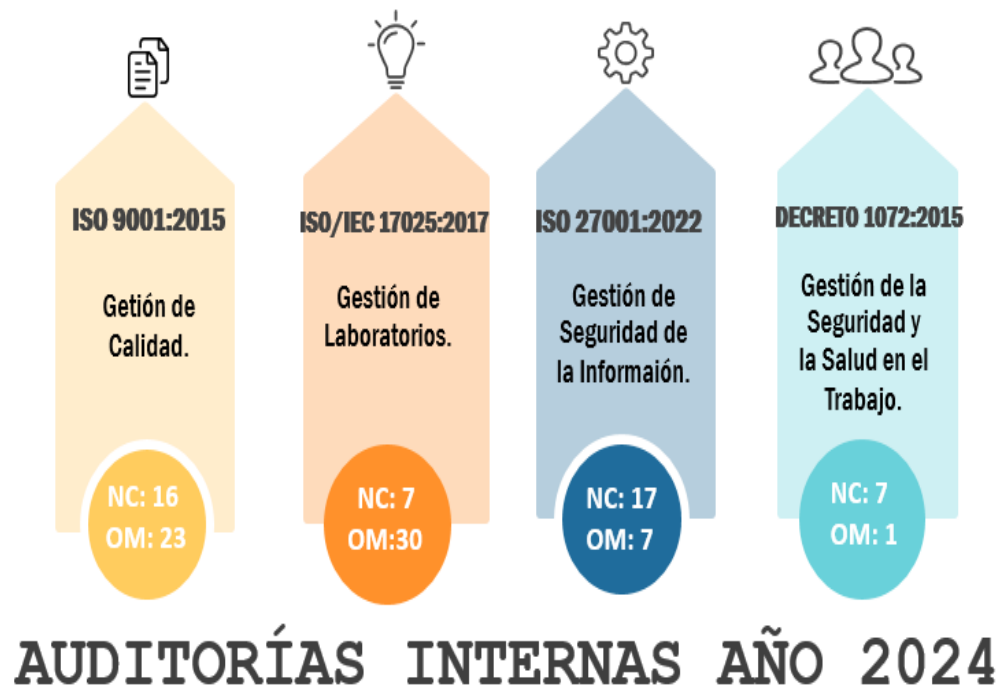 ISO 9001:2015
Getión de
Calidad.
NC: 16
OM: 23
ISO/IEC 17025:2017
Gestión de
Laboratorios.
NC: 7
OM:30
ISO 27001:2022
Gestión de
Seguridad de
la Informaión.
NC: 17
OM: 7
DECRETO 1072:2015
Gestión de la
Seguridad y
la Salud en el
Trabajo.
NC: 7
OM: 1
AUDITORÍAS INTERNAS AÑO 2024